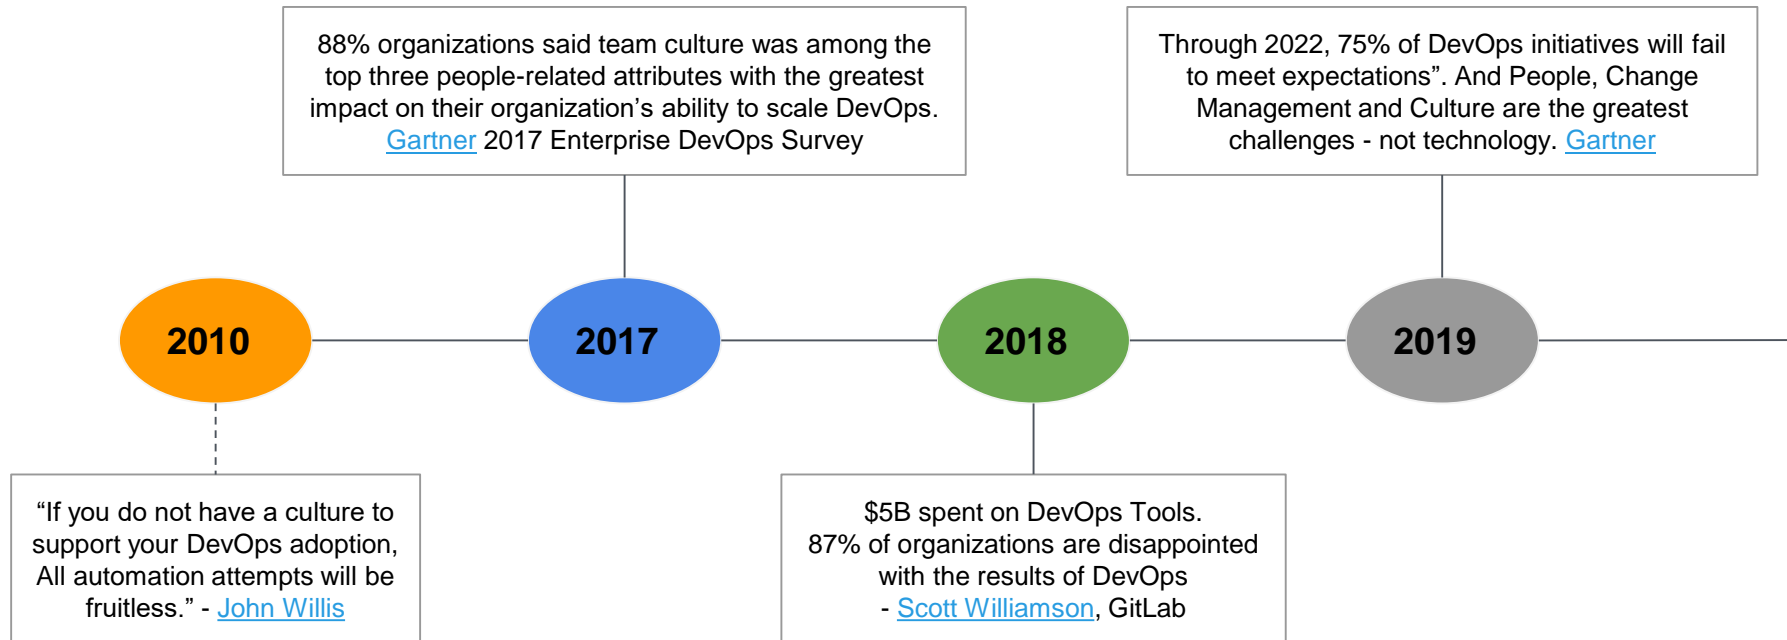 88% organizations said team culture was among the
top three people-related attributes with the greatest
impact on their organization’s ability to scale DevOps.
Gartner 2017 Enterprise DevOps Survey
Through 2022, 75% of DevOps initiatives will fail
to meet expectations”. And People, Change
Management and Culture are the greatest
challenges - not technology. Gartner
2010
2017
2018
2019
“If you do not have a culture to
support your DevOps adoption,
All automation attempts will be
fruitless.” - John Willis
$5B spent on DevOps Tools.
87% of organizations are disappointed
with the results of DevOps
- Scott Williamson, GitLab